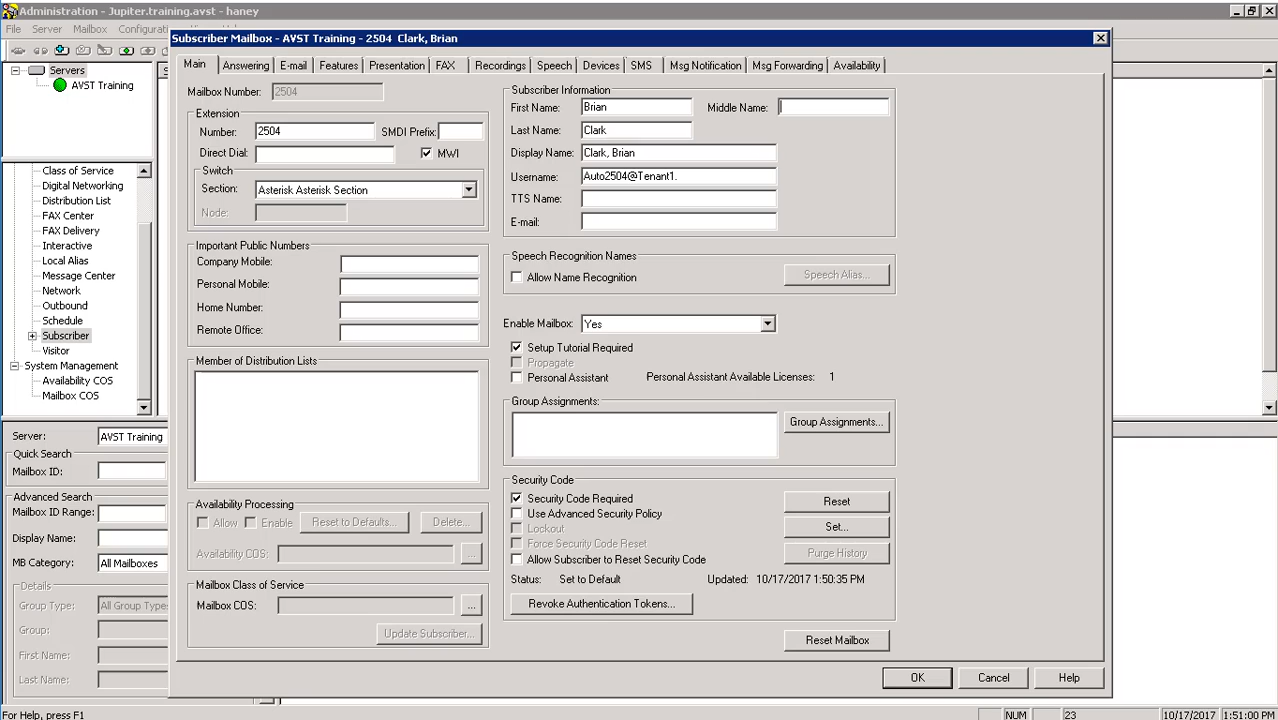 Administration - Jupiter.training.avst - haney
File Server Mailbox Configurati
Subscriber Mailbox - AVST Training - 2504 Clark, Brian
Servers
AVST Training
Class of Service
Digital Networking
Distribution List
FAX Center
FAX Delivery
Interactive
Local Alias
Message Center
Network
Outbound
Schedule
Subscriber
Visitor
System Management
Availability COS
Mailbox COS
Server: AVST Training
Quick Search
Mailbox ID:
Advanced Search
Mailbox ID Range:
Display Name:
MB Category: All Mailboxes
Details
Group Type: All Group Types
Group:
First Name:
Last Name:
Main Answering E-mail Features Presentation FAX Recordings Speech Devices SMS Msg Notification Msg Forwarding Availability
Mailbox Number: 2504
Extension
Number: 2504 SMDI Prefix:
Direct Dial: MWI
Switch
Section: Asterisk Asterisk Section
Node:
Important Public Numbers
Company Mobile:
Personal Mobile:
Home Number:
Remote Office:
Member of Distribution Lists
Availability Processing
Allow Enable Reset to Defaults... Delete...
Availability COS: ...
Mailbox Class of Service
Mailbox COS: ...
Update Subscriber...
Subscriber Information
First Name: Brian Middle Name:
Last Name: Clark
Display Name: Clark, Brian
Username: Auto2504@Tenant1.
TTS Name:
E-mail:
Speech Recognition Names
Allow Name Recognition Speech Alias...
Enable Mailbox: Yes
Setup Tutorial Required
Propagate
Personal Assistant Personal Assistant Available Licenses: 1
Group Assignments:
Group Assignments...
Security Code
Security Code Required Reset
Use Advanced Security Policy
Lockout Set...
Force Security Code Reset
Purge History
Allow Subscriber to Reset Security Code
Status: Set to Default Updated: 10/17/2017 1:50:35 PM
Revoke Authentication Tokens...
Reset Mailbox
OK Cancel Help
For Help, press F1 NUM 23 10/17/2017 1:51:00 PM